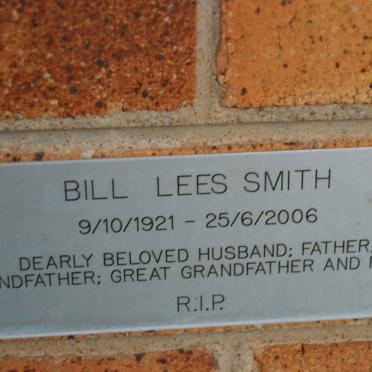 BILL LEES SMITH
9/10/1921 - 25/6/2006
DEARLY BELOVED HUSBAND; FATHER,
NDFATHER; GREAT GRANDFATHER AND
R.I.P.